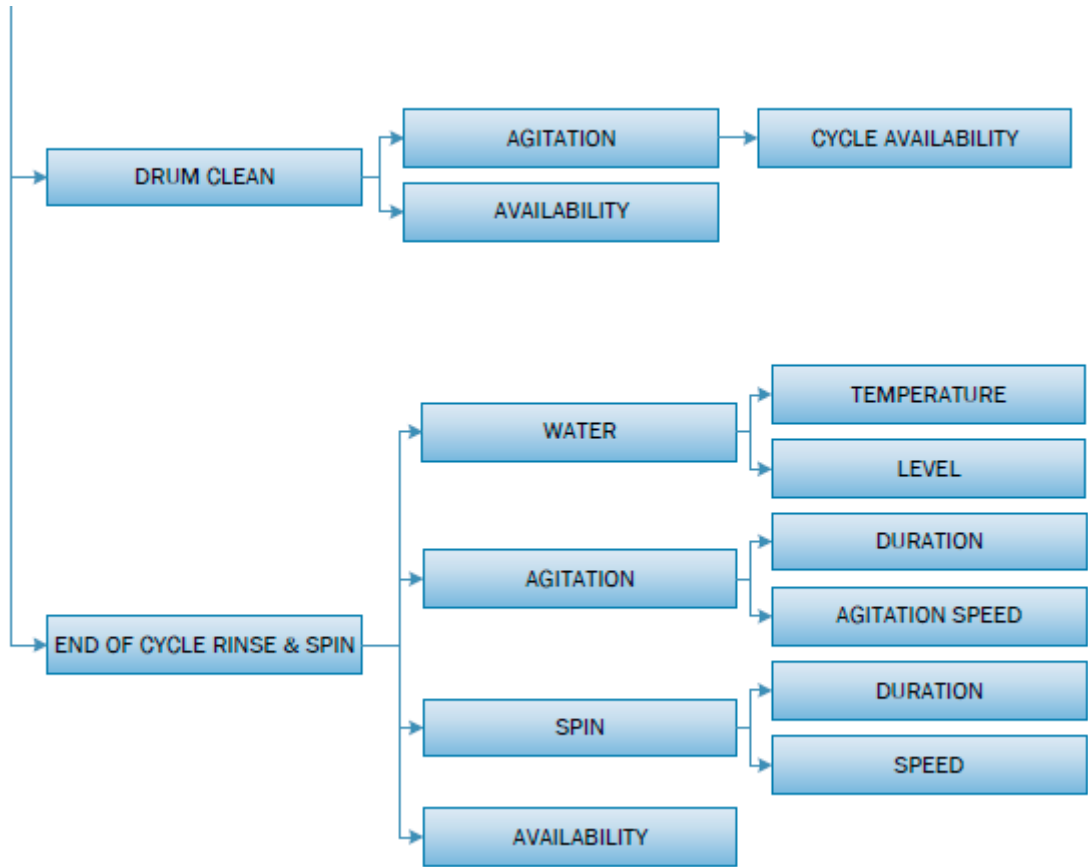 AGITATION
CYCLE AVAILABILITY
DRUM CLEAN
AVAILABILITY
TEMPERATURE
WATER
LEVEL
DURATION
AGITATION
AGITATION SPEED
END OF CYCLE RINSE & SPIN
DURATION
SPIN
SPEED
AVAILABILITY